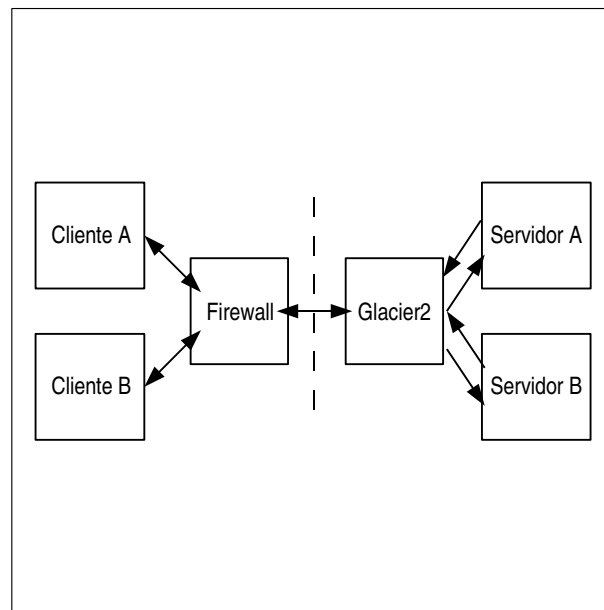 Cliente A
Servidor A
Firewall
Glacier2
Cliente B
Servidor B